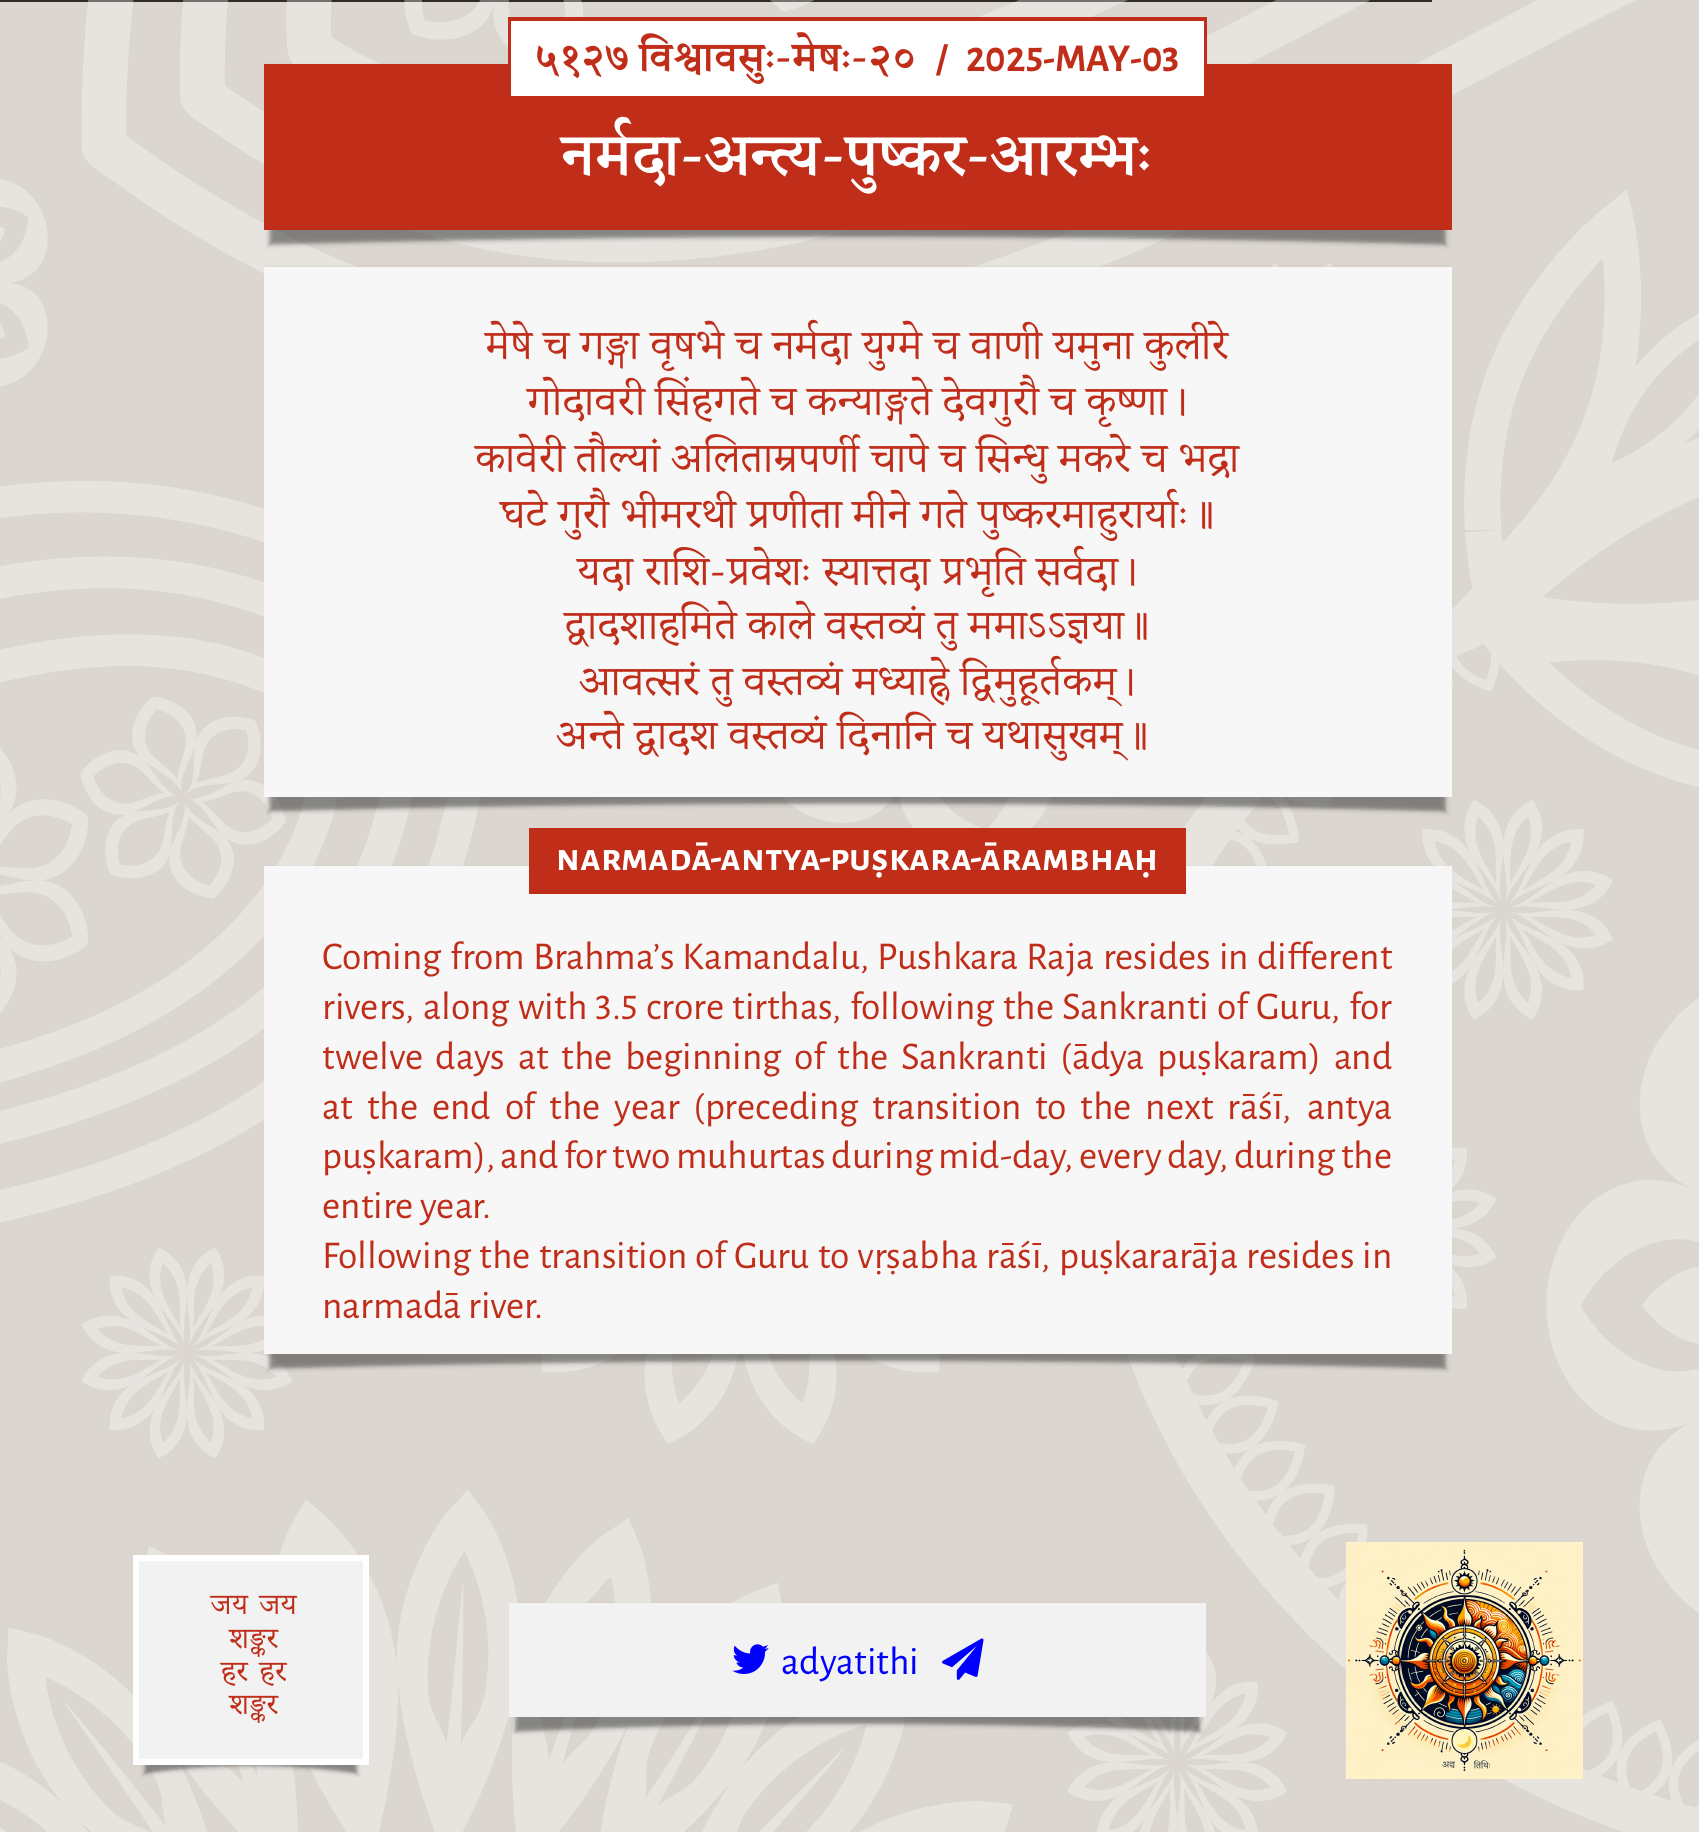 ५१२७ विश्वावसुः-मेषः-२० / 2025-MAY-03
नर्मदा-अन्त्य-पुष्कर-आरम्भः
मेषे च गङ्गा वृषभे च नर्मदा युग्मे च वाणी यमुना कुलीरे
गोदावरी सिंहगते च कन्याङ्गते देवगुरौ च कृष्णा।
कावेरी तौल्यां अलिताम्रपर्णी चापे च सिन्धु मकरे च भद्रा
घटे गुरौ भीमरथी प्रणीता मीने गते पुष्करमाहुरार्याः॥
यदा राशि-प्रवेशः स्यात्तदा प्रभृति सर्वदा।
द्वादशाहमिते काले वस्तव्यं तु ममाऽऽज्ञया॥
आवत्सरं तु वस्तव्यं मध्याह्ने द्विमुहूर्तकम्।
अन्ते द्वादश वस्तव्यं दिनानि च यथासुखम्॥
NARMADĀ-ANTYA-PUṢKARA-ĀRAMBHAḤ
Coming from Brahma’s Kamandalu, Pushkara Raja resides in different
rivers, along with 3.5 crore tirthas, following the Sankranti of Guru, for
twelve days at the beginning of the Sankranti (ādya puṣkaram) and
at the end of the year (preceding transition to the next rāśī, antya
puṣkaram), and for two muhurtas during mid-day, every day, during the
entire year.
Following the transition of Guru to vṛṣabha rāśī, puṣkararāja resides in
narmadā river.
जय जय
शङ्कर
हर हर
शङ्कर
adyatithi
अद्य तिथिः